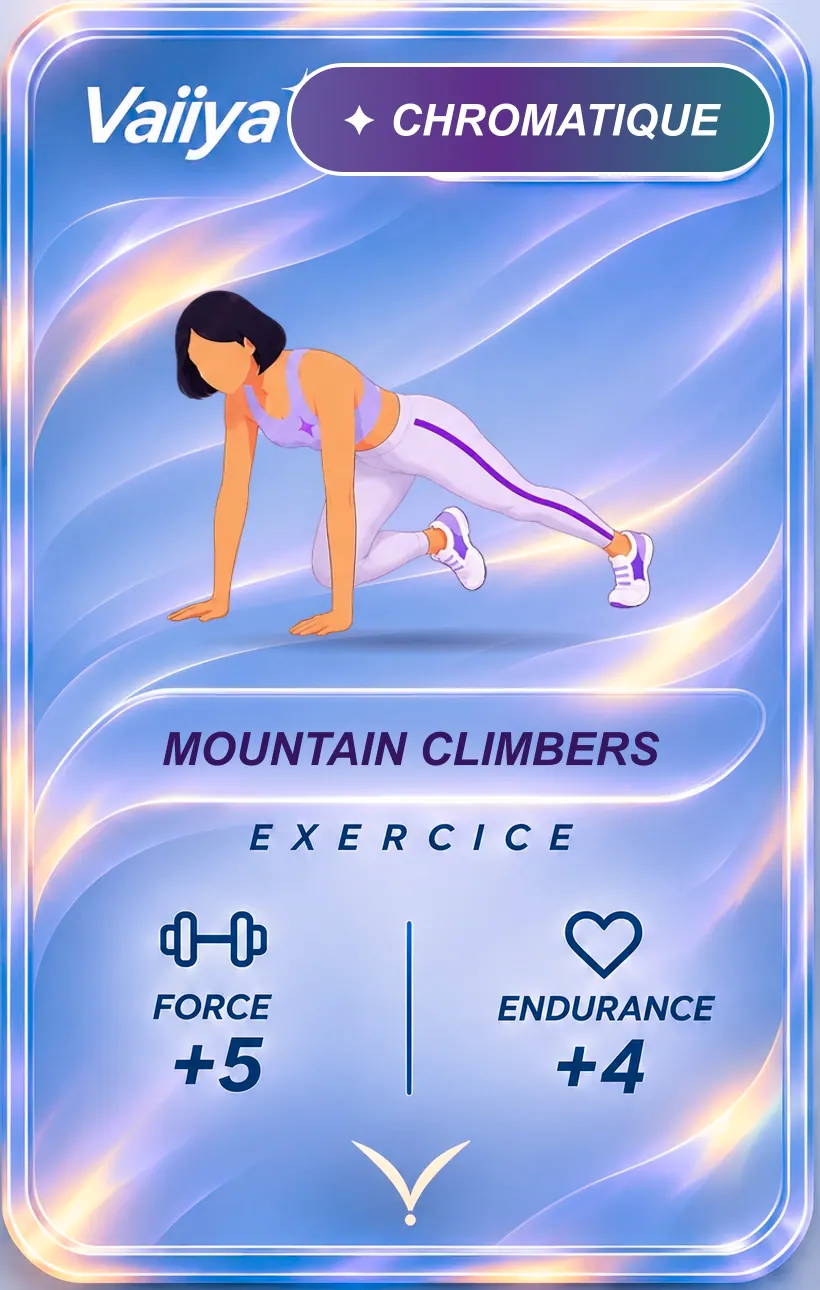 Vaiiya
✦ CHROMATIQUE
MOUNTAIN CLIMBERS
EXERCICE
FORCE
+5
ENDURANCE
+4